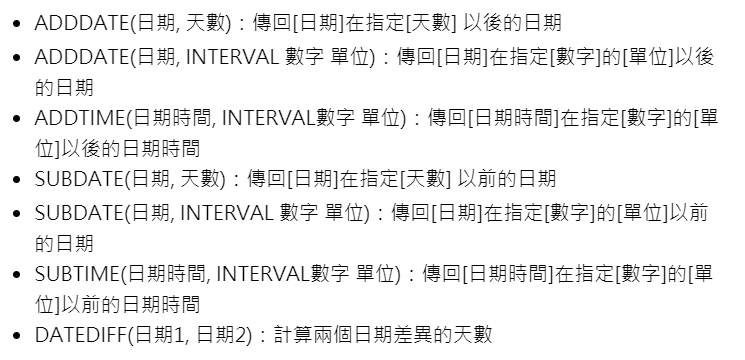 • ADDDATE(日期, 天數)：傳回[日期]在指定[天數] 以後的日期
• ADDDATE(日期, INTERVAL 數字 單位)：傳回[日期]在指定[數字]的[單位]以後
的日期
• ADDTIME(日期時間, INTERVAL數字 單位)：傳回[日期時間]在指定[數字]的[單
位]以後的日期時間
• SUBDATE(日期, 天數)：傳回[日期]在指定[天數] 以前的日期
• SUBDATE(日期, INTERVAL 數字 單位)：傳回[日期]在指定[數字]的[單位]以前
的日期
• SUBTIME(日期時間, INTERVAL數字 單位)：傳回[日期時間]在指定[數字]的[單
位]以前的日期時間
• DATEDIFF(日期1, 日期2)：計算兩個日期差異的天數